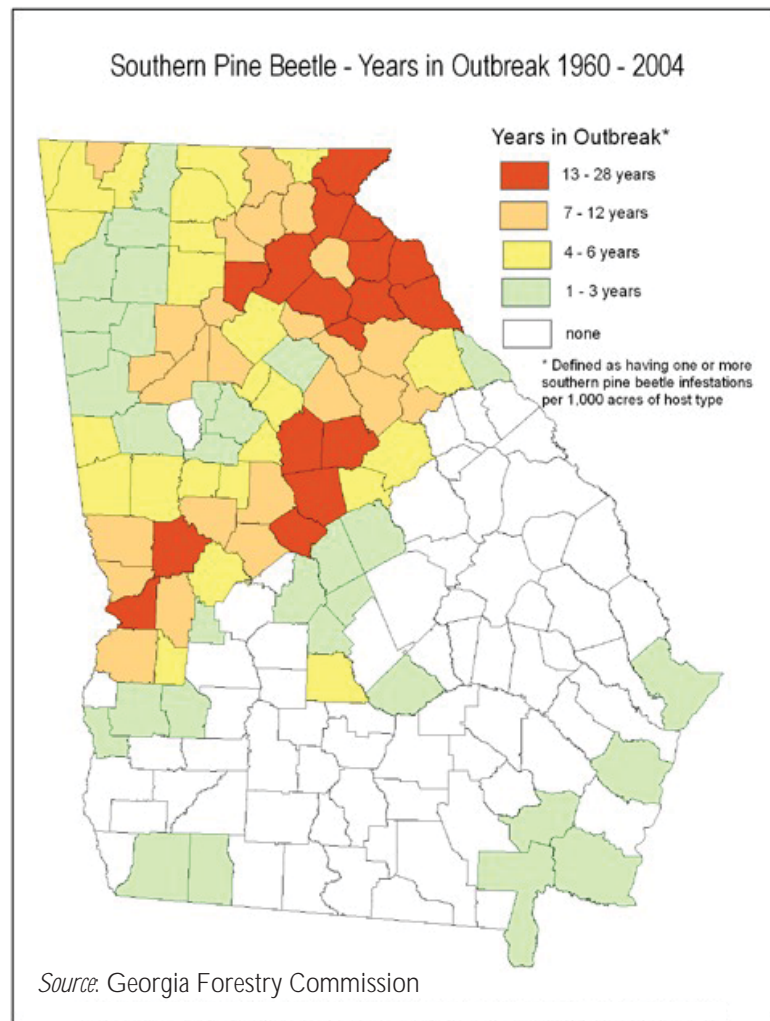 Southern Pine Beetle - Years in Outbreak 1960 - 2004
Years in Outbreak*
13 - 28 years
7 - 12 years
4 - 6 years
1 - 3 years
none
* Defined as having one or more
southern pine beetle infestations
per 1,000 acres of host type
Source: Georgia Forestry Commission